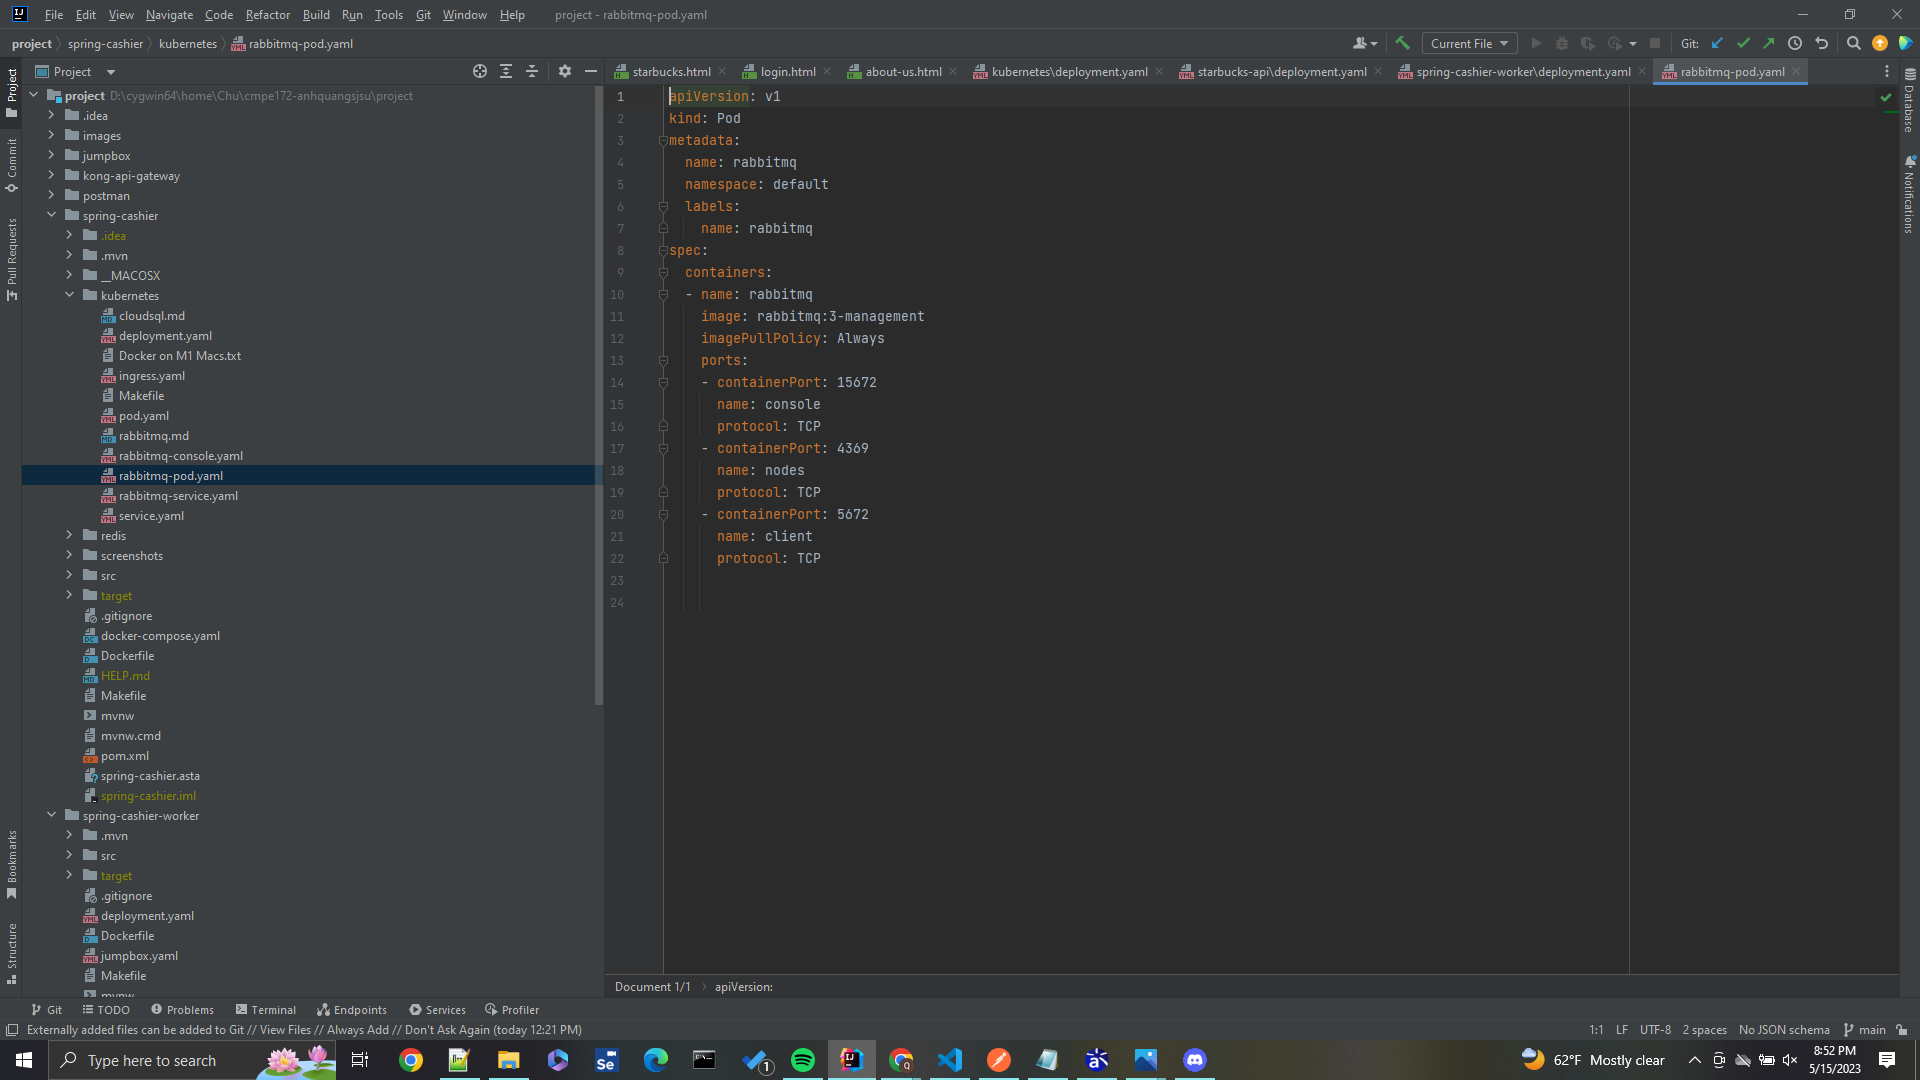 File Edit View Navigate Code Refactor Build Run Tools Git Window Help project - rabbitmq-pod.yaml
project spring-cashier kubernetes rabbitmq-pod.yaml Current File Git:
Project
starbucks.html login.html about-us.html kubernetes\deployment.yaml starbucks-api\deployment.yaml spring-cashier-worker\deployment.yaml rabbitmq-pod.yaml
project D:\cygwin64\home\Chu\cmpe172-anhquangsjsu\project
.idea
images
jumpbox
kong-api-gateway
postman
spring-cashier
.idea
.mvn
__MACOSX
kubernetes
cloudsql.md
deployment.yaml
Docker on M1 Macs.txt
ingress.yaml
Makefile
pod.yaml
rabbitmq.md
rabbitmq-console.yaml
rabbitmq-pod.yaml
rabbitmq-service.yaml
service.yaml
redis
screenshots
src
target
.gitignore
docker-compose.yaml
Dockerfile
HELP.md
Makefile
mvnw
mvnw.cmd
pom.xml
spring-cashier.asta
spring-cashier.iml
spring-cashier-worker
.mvn
src
target
.gitignore
deployment.yaml
Dockerfile
jumpbox.yaml
Makefile
mvnw
Project
Commit
Pull Requests
Bookmarks
Structure
1 apiVersion: v1
2 kind: Pod
3 metadata:
4 name: rabbitmq
5 namespace: default
6 labels:
7 name: rabbitmq
8 spec:
9 containers:
10 - name: rabbitmq
11 image: rabbitmq:3-management
12 imagePullPolicy: Always
13 ports:
14 - containerPort: 15672
15 name: console
16 protocol: TCP
17 - containerPort: 4369
18 name: nodes
19 protocol: TCP
20 - containerPort: 5672
21 name: client
22 protocol: TCP
23
24
Database
Notifications
Document 1/1 apiVersion:
Git TODO Problems Terminal Endpoints Services Profiler
Externally added files can be added to Git // View Files // Always Add // Don't Ask Again (today 12:21 PM) 1:1 LF UTF-8 2 spaces No JSON schema main
Type here to search 62°F Mostly clear 8:52 PM
5/15/2023